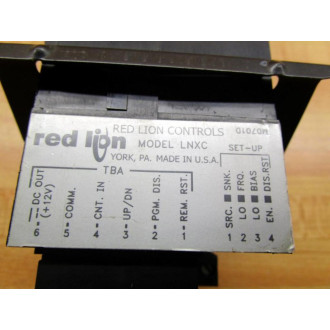 red lion
RED LION CONTROLS
MODEL LNXC
YORK, PA. MADE IN U.S.A.
TBA
6 - DC OUT (+12V)
5 - COMM.
4 - CNT. IN
3 - UP/DN
2 - PGM. DIS.
1 - REM. RST.
MD7010
SET-UP
SRC. SNK.
1
LO FRQ.
2
LO BIAS
3
EN. DIS.RST
4